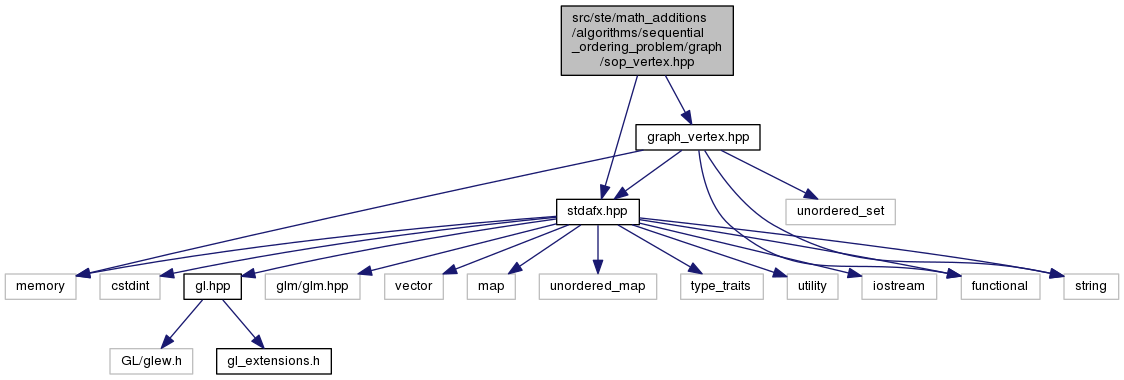 src/ste/math_additions
/algorithms/sequential
_ordering_problem/graph
/sop_vertex.hpp
graph_vertex.hpp
stdafx.hpp
unordered_set
memory
cstdint
gl.hpp
glm/glm.hpp
vector
map
unordered_map
type_traits
utility
iostream
functional
string
GL/glew.h
gl_extensions.h